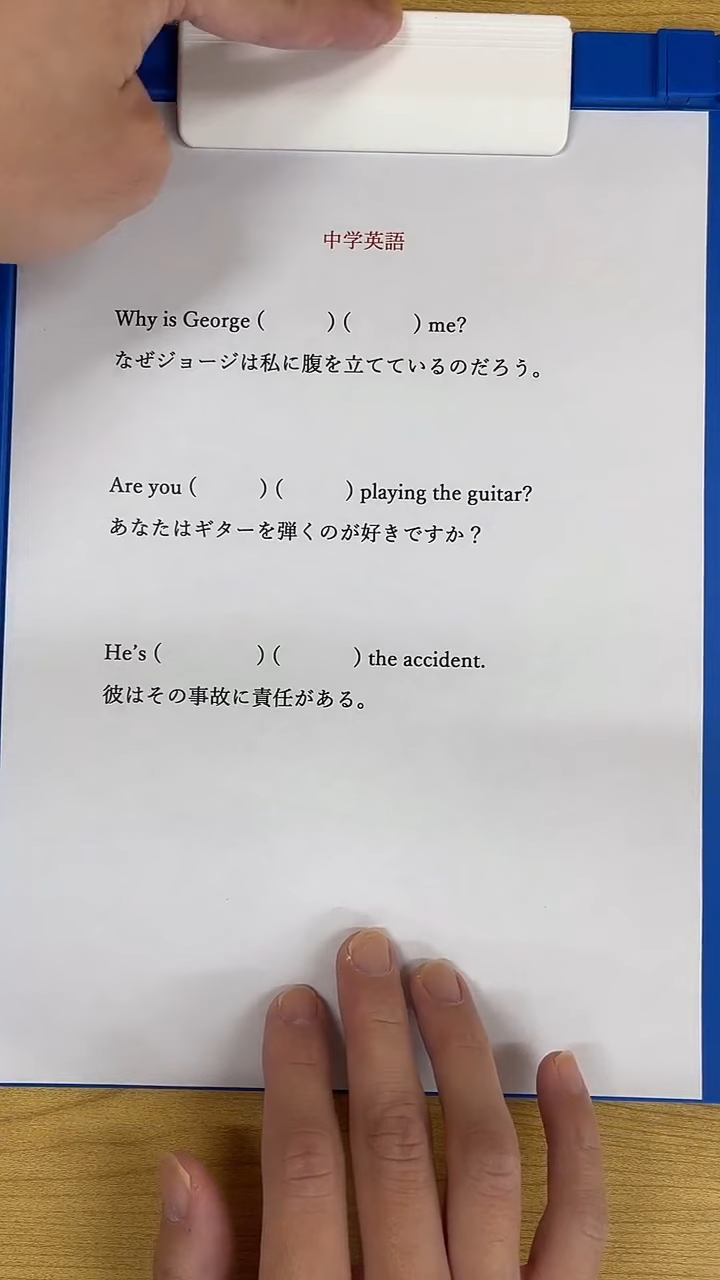 中学英語
Why is George (　　　) (　　　) me?
なぜジョージは私に腹を立てているのだろう。
Are you (　　　) (　　　) playing the guitar?
あなたはギターを弾くのが好きですか？
He's (　　　　) (　　　) the accident.
彼はその事故に責任がある。